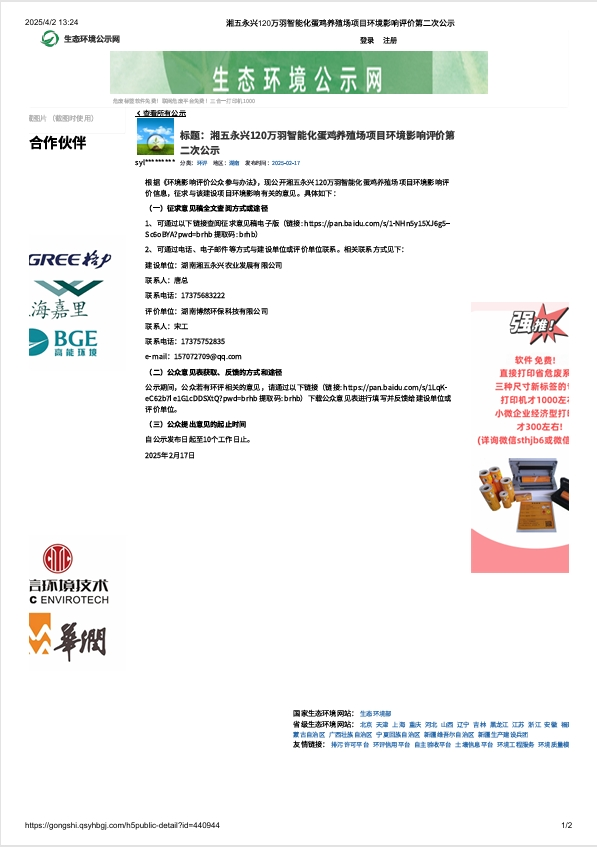 2025/4/2 13:24
湘五永兴120万羽智能化蛋鸡养殖场项目环境影响评价第二次公示
生态环境公示网
登录 注册
生态环境公示网
危废标签软件免费！联网危废平台免费！三合一打印机1000
图片（截图时使用）
< 查看所有公示
合作伙伴
标题：湘五永兴120万羽智能化蛋鸡养殖场项目环境影响评价第
二次公示
syl********* 分类：环评 地区：湖南 发布时间：2025-02-17
根据《环境影响评价公众参与办法》，现公开湘五永兴120万羽智能化蛋鸡养殖场项目环境影响评
价信息，征求与该建设项目环境影响有关的意见。具体如下：
（一）征求意见稿全文查阅方式或途径
1、可通过以下链接查阅征求意见稿电子版（链接: https://pan.baidu.com/s/1-NHn5y15XJ6g5--
Sc6oBYA?pwd=brhb 提取码: brhb）
2、可通过电话、电子邮件等方式与建设单位或评价单位联系。相关联系方式见下:
建设单位：湖南湘五永兴农业发展有限公司
联系人：唐总
联系电话：17375683222
评价单位：湖南博然环保科技有限公司
联系人：宋工
联系电话：17375752835
e-mail：157072709@qq.com
（二）公众意见表获取、反馈的方式和途径
公示期间，公众若有环评相关的意见，请通过以下链接（链接: https://pan.baidu.com/s/1LqK-
eC62b7le1G1cDDSXtQ?pwd=brhb 提取码: brhb）下载公众意见表进行填写并反馈给建设单位或
评价单位。
（三）公众提出意见的起止时间
自公示发布日起至10个工作日止。
2025年2月17日
GREE格力
海嘉里
BGE
高能环境
强推！
软件免费！
直接打印省危废系
三种尺寸新标签的
打印机才1000左
小微企业经济型打
才300左右!
(详询微信sthjb6或微信
CITIC
言环境技术
C ENVIROTECH
華潤
国家生态环境网站： 生态环境部
省级生态环境网站： 北京 天津 上海 重庆 河北 山西 辽宁 吉林 黑龙江 江苏 浙江 安徽 福建
蒙古自治区 广西壮族自治区 宁夏回族自治区 新疆维吾尔自治区 新疆生产建设兵团
友情链接： 排污许可平台 环评信用平台 自主验收平台 土壤信息平台 环境工程服务 环境质量模
https://gongshi.qsyhbgj.com/h5public-detail?id=440944
1/2